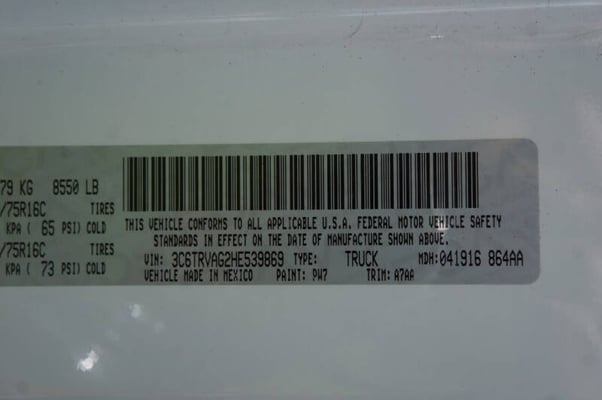 79 KG 8550 LB
/75R16C TIRES
KPA ( 65 PSI) COLD
/75R16C TIRES
KPA ( 73 PSI) COLD
THIS VEHICLE CONFORMS TO ALL APPLICABLE U.S.A. FEDERAL MOTOR VEHICLE SAFETY
STANDARDS IN EFFECT ON THE DATE OF MANUFACTURE SHOWN ABOVE.
VIN: 3C6TRVAG2HE539869 TYPE: TRUCK MDH:041916 864AA
VEHICLE MADE IN MEXICO PAINT: PW7 TRIM: A7AA